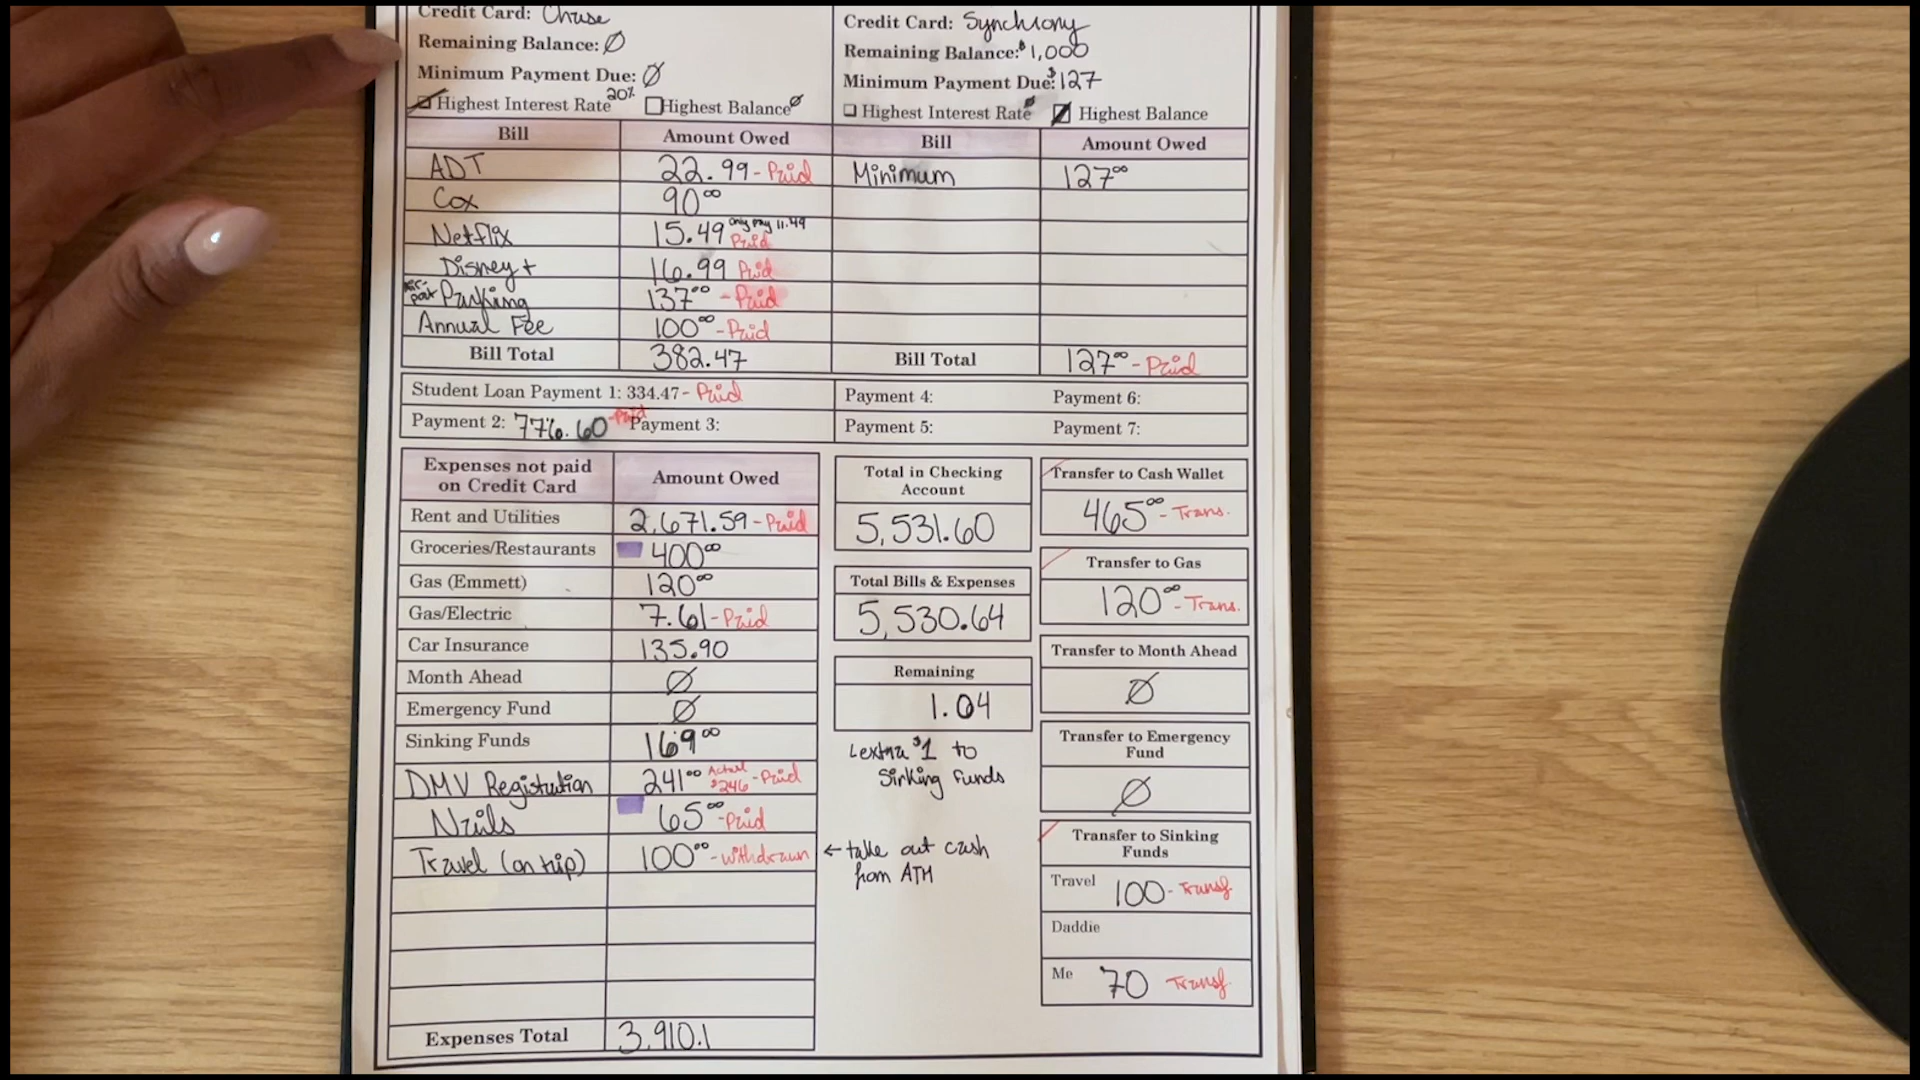 Credit Card: Chase
Remaining Balance: Ø
Minimum Payment Due: Ø
Highest Interest Rate 20% Highest Balance Ø
Bill Amount Owed
ADT 22.99 - Paid
Cox 90 00
Netflix 15.49 only pay 11.49 Paid
Disney+ 16.99 Paid
Parking 137 00 - Paid
Annual Fee 100 00 - Paid
Bill Total 382.47
Credit Card: Synchrony
Remaining Balance: $1,000
Minimum Payment Due: $127
Highest Interest Rate Highest Balance
Bill Amount Owed
Minimum 127 00
Bill Total 127 00 - Paid
Student Loan Payment 1: 334.47 - Paid
Payment 2: 776.60 - Paid Payment 3:
Payment 4: Payment 6:
Payment 5: Payment 7:
Expenses not paid
on Credit Card
Amount Owed
Rent and Utilities 2,671.59 - Paid
Groceries/Restaurants 400 00
Gas (Emmett) 120 00
Gas/Electric 7.61 - Paid
Car Insurance 135.90
Month Ahead Ø
Emergency Fund Ø
Sinking Funds 169 00
DMV Registration 241 00 Actual $246 - Paid
Nails 65 00 - Paid
Travel (on trip) 100 00 - withdrawn
Expenses Total 3,910.1
Total in Checking
Account
5,531.60
Total Bills & Expenses
5,530.64
Remaining
1.04
extra $1 to
Sinking Funds
← take out cash
from ATM
Transfer to Cash Wallet
465 00 - Trans.
Transfer to Gas
120 00 - Trans.
Transfer to Month Ahead
Ø
Transfer to Emergency
Fund
Ø
Transfer to Sinking
Funds
Travel 100 - Transf
Daddie
Me 70 Transf